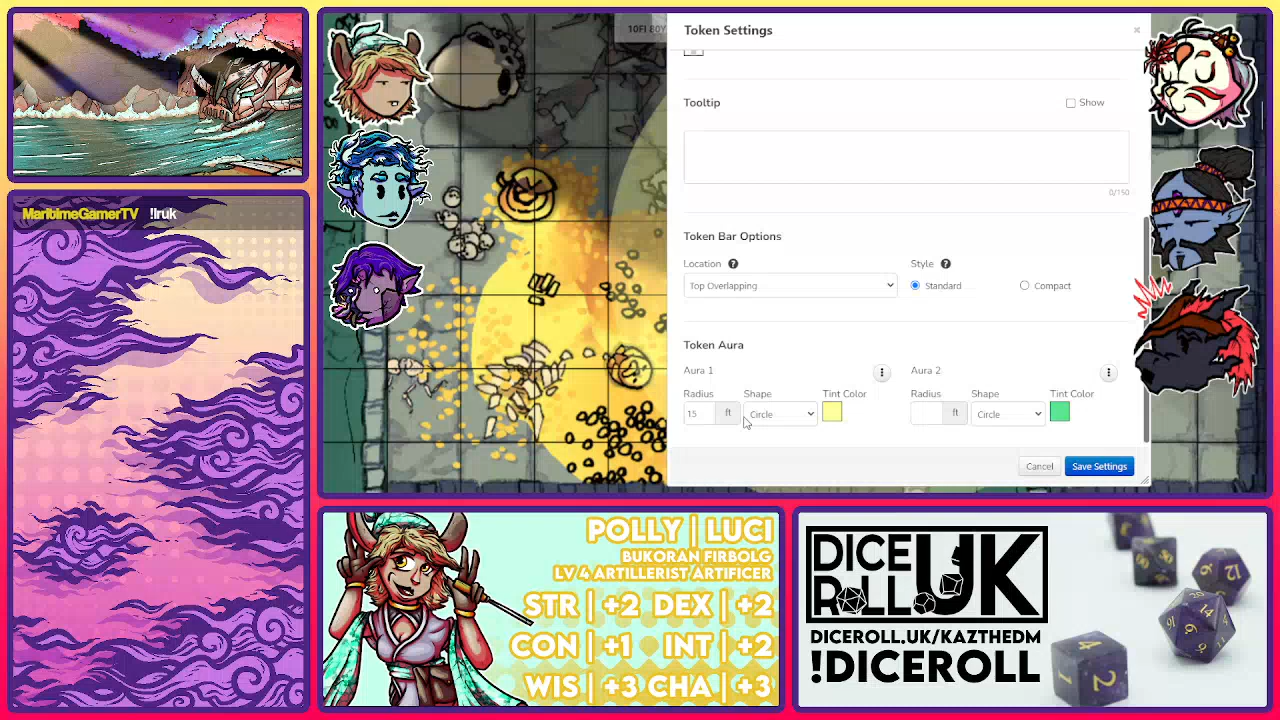 MaritimeGamerTV !lruk
Token Settings
×
Tooltip
Show
0/150
Token Bar Options
Location ?
Style ?
Top Overlapping
Standard
Compact
Token Aura
Aura 1
Aura 2
Radius Shape Tint Color
Radius Shape Tint Color
15 ft Circle
ft Circle
Cancel
Save Settings
POLLY | LUCI
BUKORAN FIRBOLG
LV 4 ARTILLERIST ARTIFICER
STR | +2 DEX | +2
CON | +1 INT | +2
WIS | +3 CHA | +3
DICE
ROLL UK
DICEROLL.UK/KAZTHEDM
!DICEROLL